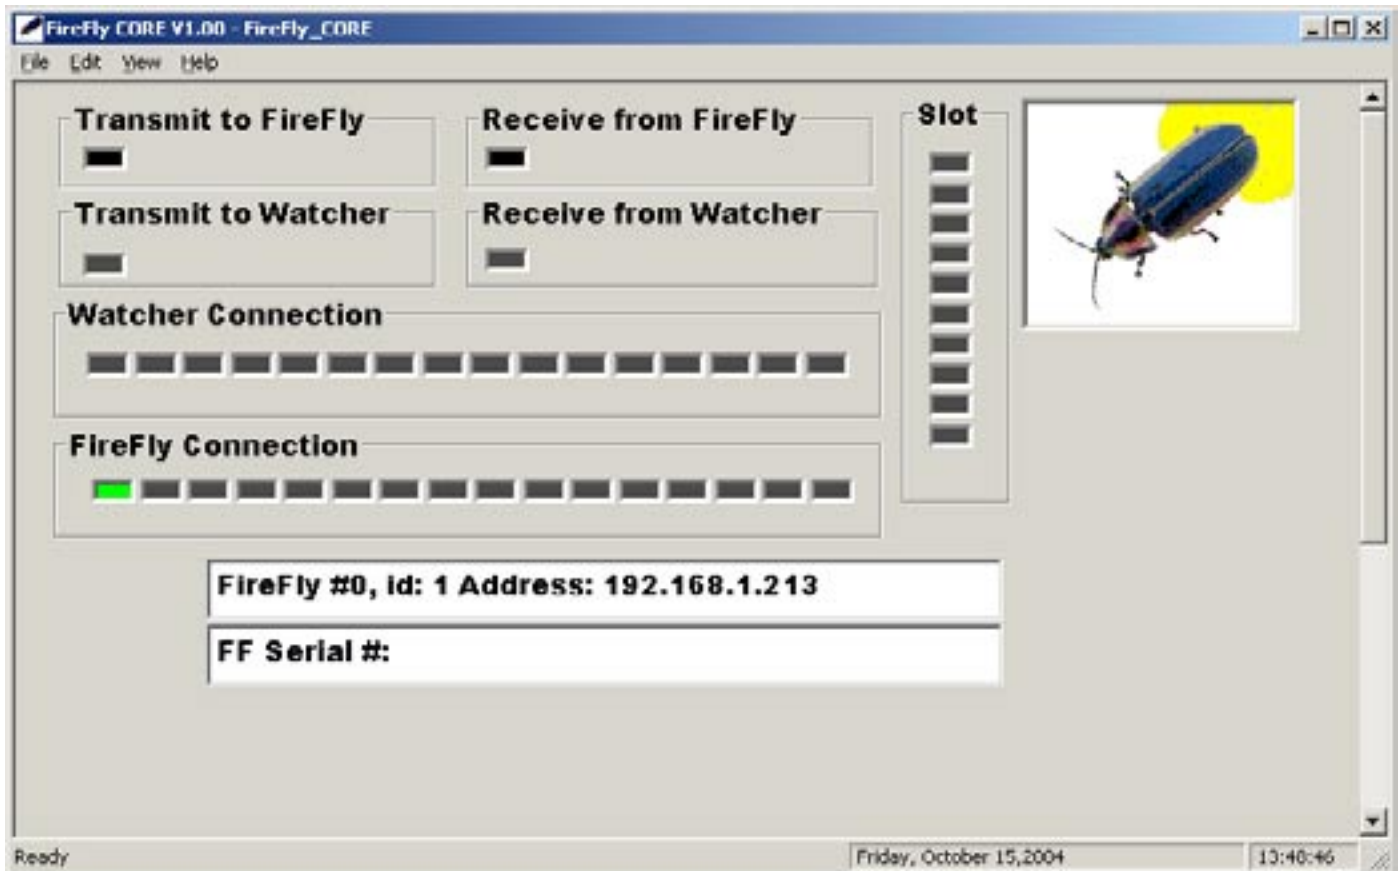 FireFly CORE V1.00 - FireFly_CORE
File Edit View Help
Transmit to FireFly
Receive from FireFly
Slot
Transmit to Watcher
Receive from Watcher
Watcher Connection
FireFly Connection
FireFly #0, id: 1 Address: 192.168.1.213
FF Serial #:
Ready
Friday, October 15,2004
13:48:46